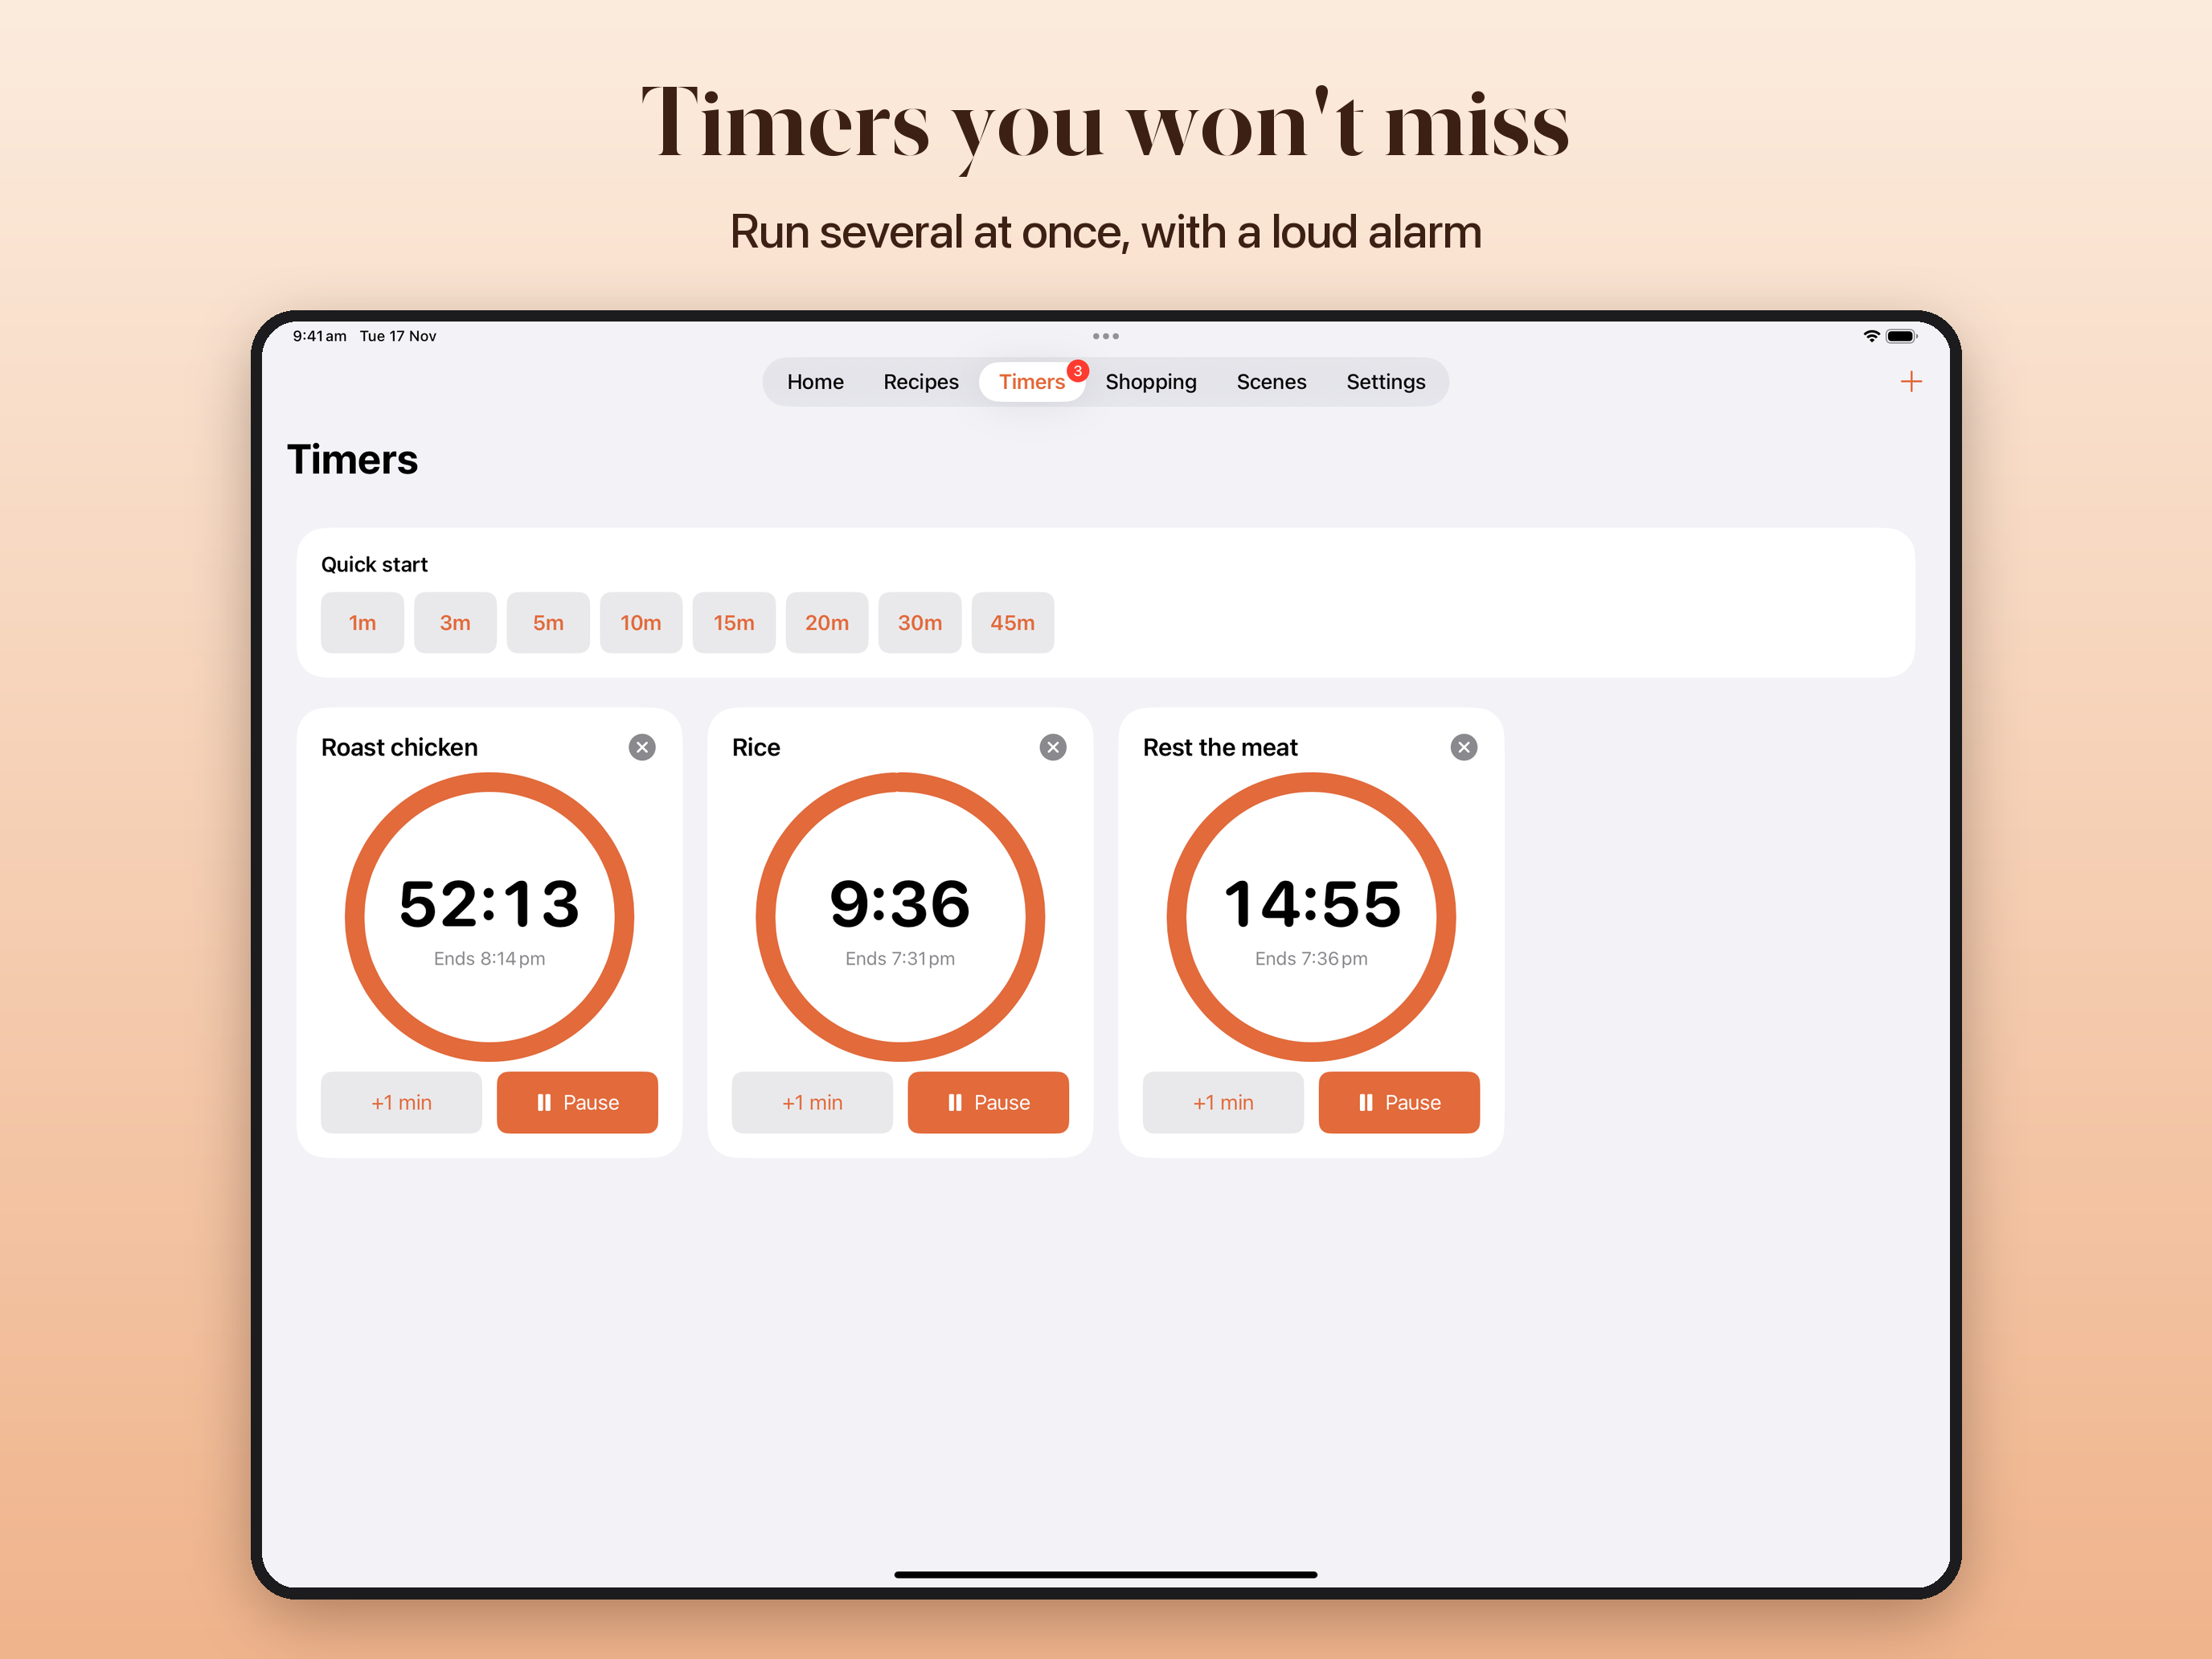 Timers you won't miss
Run several at once, with a loud alarm
9:41 am Tue 17 Nov
Home Recipes Timers 3 Shopping Scenes Settings
Timers
Quick start
1m 3m 5m 10m 15m 20m 30m 45m
Roast chicken
52:13
Ends 8:14 pm
+1 min Pause
Rice
9:36
Ends 7:31 pm
+1 min Pause
Rest the meat
14:55
Ends 7:36 pm
+1 min Pause